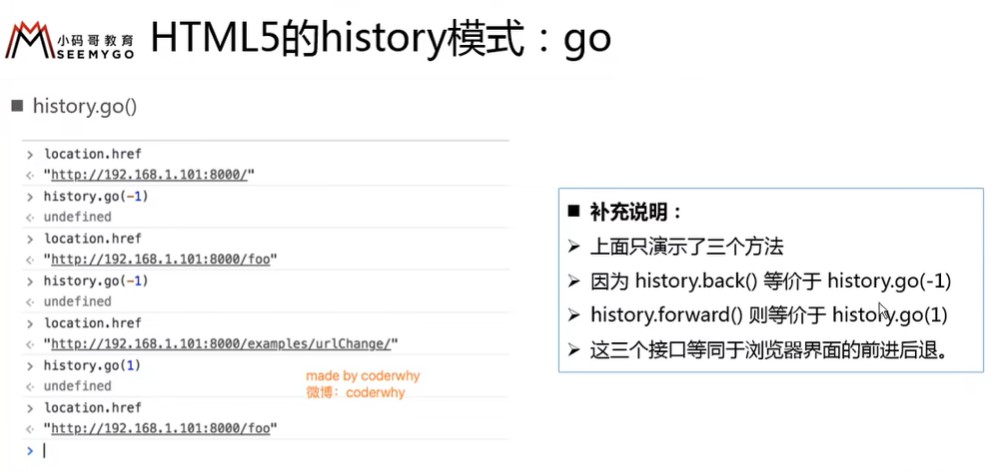 小码哥教育
SEEMYGO
HTML5的history模式：go
■ history.go()
> location.href
< "http://192.168.1.101:8000/"
> history.go(-1)
< undefined
> location.href
< "http://192.168.1.101:8000/foo"
> history.go(-1)
< undefined
> location.href
< "http://192.168.1.101:8000/examples/urlChange/"
> history.go(1)
< undefined
> location.href
< "http://192.168.1.101:8000/foo"
>
made by coderwhy
微博：coderwhy
■ 补充说明：
➢ 上面只演示了三个方法
➢ 因为 history.back() 等价于 history.go(-1)
➢ history.forward() 则等价于 history.go(1)
➢ 这三个接口等同于浏览器界面的前进后退。